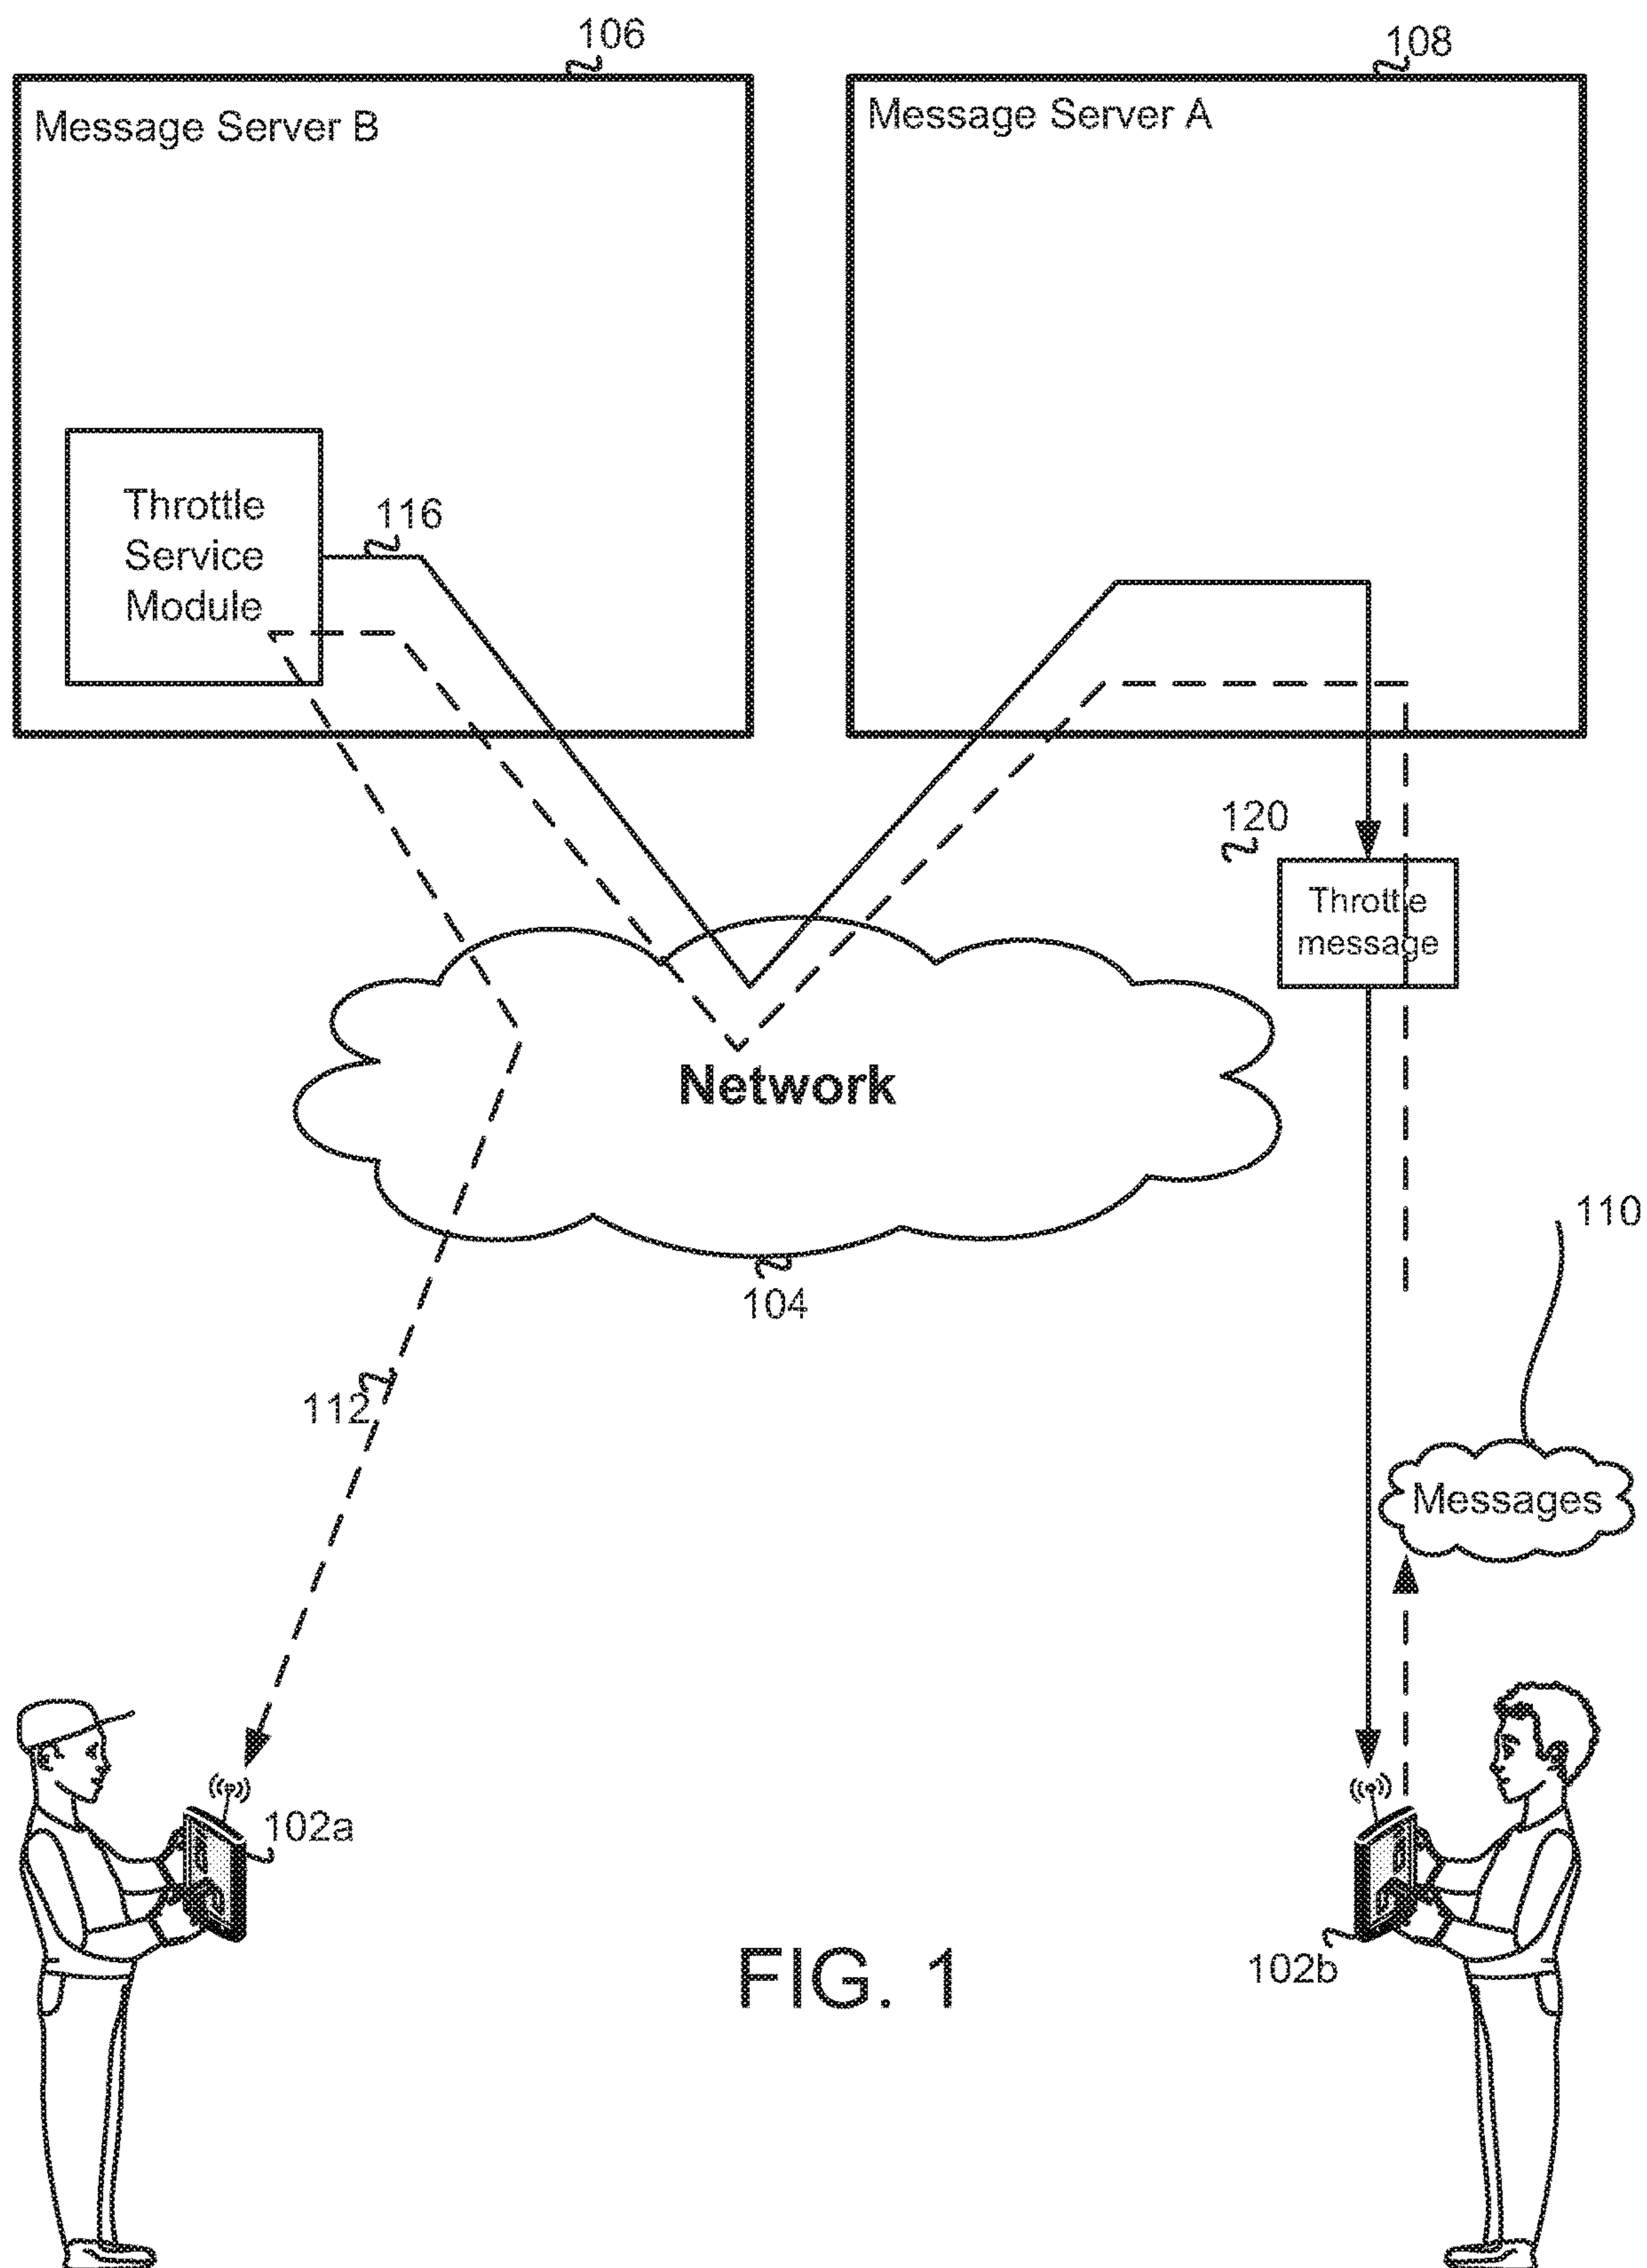 106
108
Message Server B
Message Server A
Throttle
Service
Module
116
120
Throttle
message
Network
110
104
112
Messages
102a
102b
FIG. 1